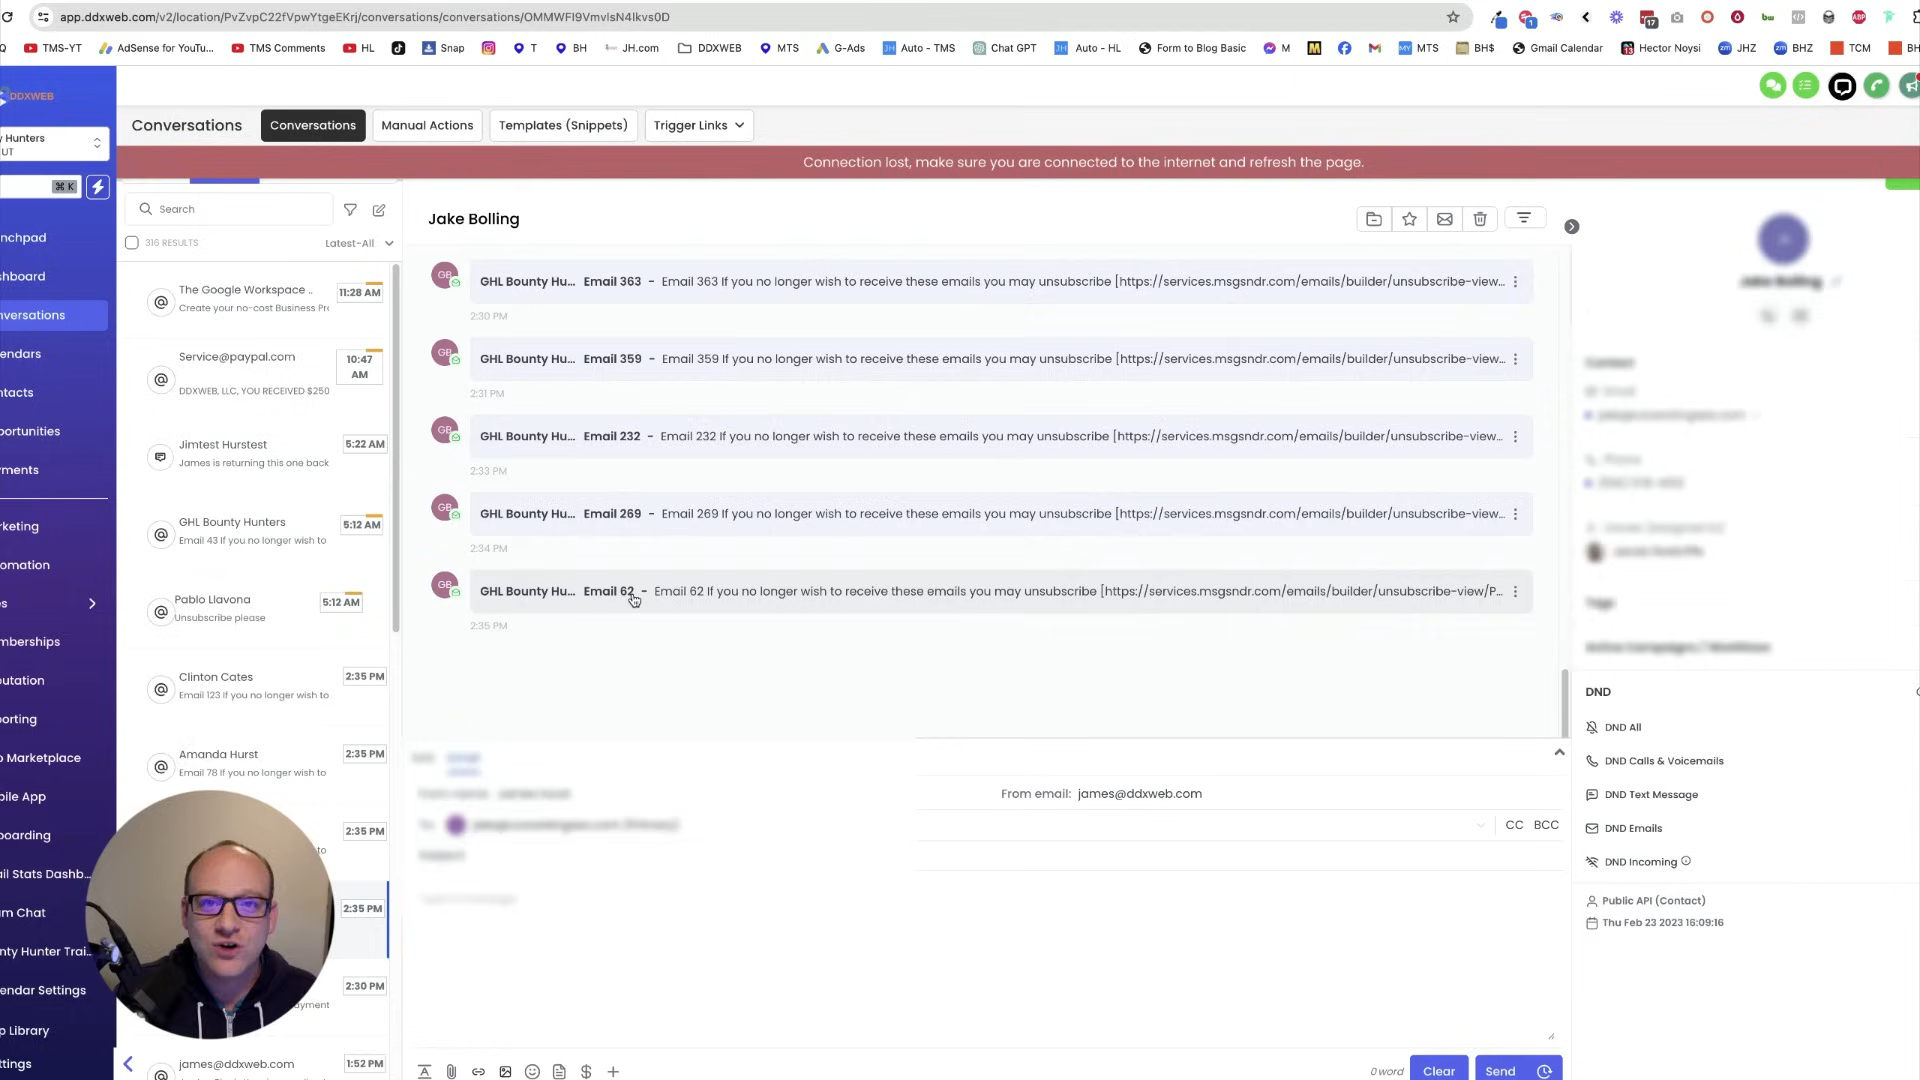 app.ddxweb.com/v2/location/PvZvpC22fVpwYtgeEKrj/conversations/conversations/OMMWFI9VmvlsN4lkvs0D
TMS-YT
AdSense for YouTu...
TMS Comments
HL
Snap
T
BH
JH.com
DDXWEB
MTS
G-Ads
Auto - TMS
Chat GPT
Auto - HL
Form to Blog Basic
M
MTS
BH$
Gmail Calendar
Hector Noysi
JHZ
BHZ
TCM
BH
DDXWEB
y Hunters
UT
⌘ K
nchpad
shboard
nversations
endars
ntacts
portunities
yments
rketing
omation
es
mberships
utation
orting
p Marketplace
bile App
boarding
ail Stats Dashb...
am Chat
nty Hunter Trai...
endar Settings
p Library
ttings
Conversations
Conversations
Manual Actions
Templates (Snippets)
Trigger Links
Connection lost, make sure you are connected to the internet and refresh the page.
Search
316 RESULTS
Latest-All
The Google Workspace ..
11:28 AM
Create your no-cost Business Pr
Service@paypal.com
10:47 AM
DDXWEB, LLC, YOU RECEIVED $250
Jimtest Hurstest
5:22 AM
James is returning this one back
GHL Bounty Hunters
5:12 AM
Email 43 If you no longer wish to
Pablo Llavona
5:12 AM
Unsubscribe please
Clinton Cates
2:35 PM
Email 123 If you no longer wish to
Amanda Hurst
2:35 PM
Email 78 If you no longer wish to
2:35 PM
to
2:35 PM
2:30 PM
ayment
james@ddxweb.com
1:52 PM
Jake Bolling
GB
GHL Bounty Hu... Email 363 - Email 363 If you no longer wish to receive these emails you may unsubscribe [https://services.msgsndr.com/emails/builder/unsubscribe-view...
2:30 PM
GB
GHL Bounty Hu... Email 359 - Email 359 If you no longer wish to receive these emails you may unsubscribe [https://services.msgsndr.com/emails/builder/unsubscribe-view...
2:31 PM
GB
GHL Bounty Hu... Email 232 - Email 232 If you no longer wish to receive these emails you may unsubscribe [https://services.msgsndr.com/emails/builder/unsubscribe-view...
2:33 PM
GB
GHL Bounty Hu... Email 269 - Email 269 If you no longer wish to receive these emails you may unsubscribe [https://services.msgsndr.com/emails/builder/unsubscribe-view...
2:34 PM
GB
GHL Bounty Hu... Email 62 - Email 62 If you no longer wish to receive these emails you may unsubscribe [https://services.msgsndr.com/emails/builder/unsubscribe-view/P...
2:35 PM
From email: james@ddxweb.com
CC BCC
0 word
Clear
Send
Jake Bolling
DND
DND All
DND Calls & Voicemails
DND Text Message
DND Emails
DND Incoming
Public API (Contact)
Thu Feb 23 2023 16:09:16